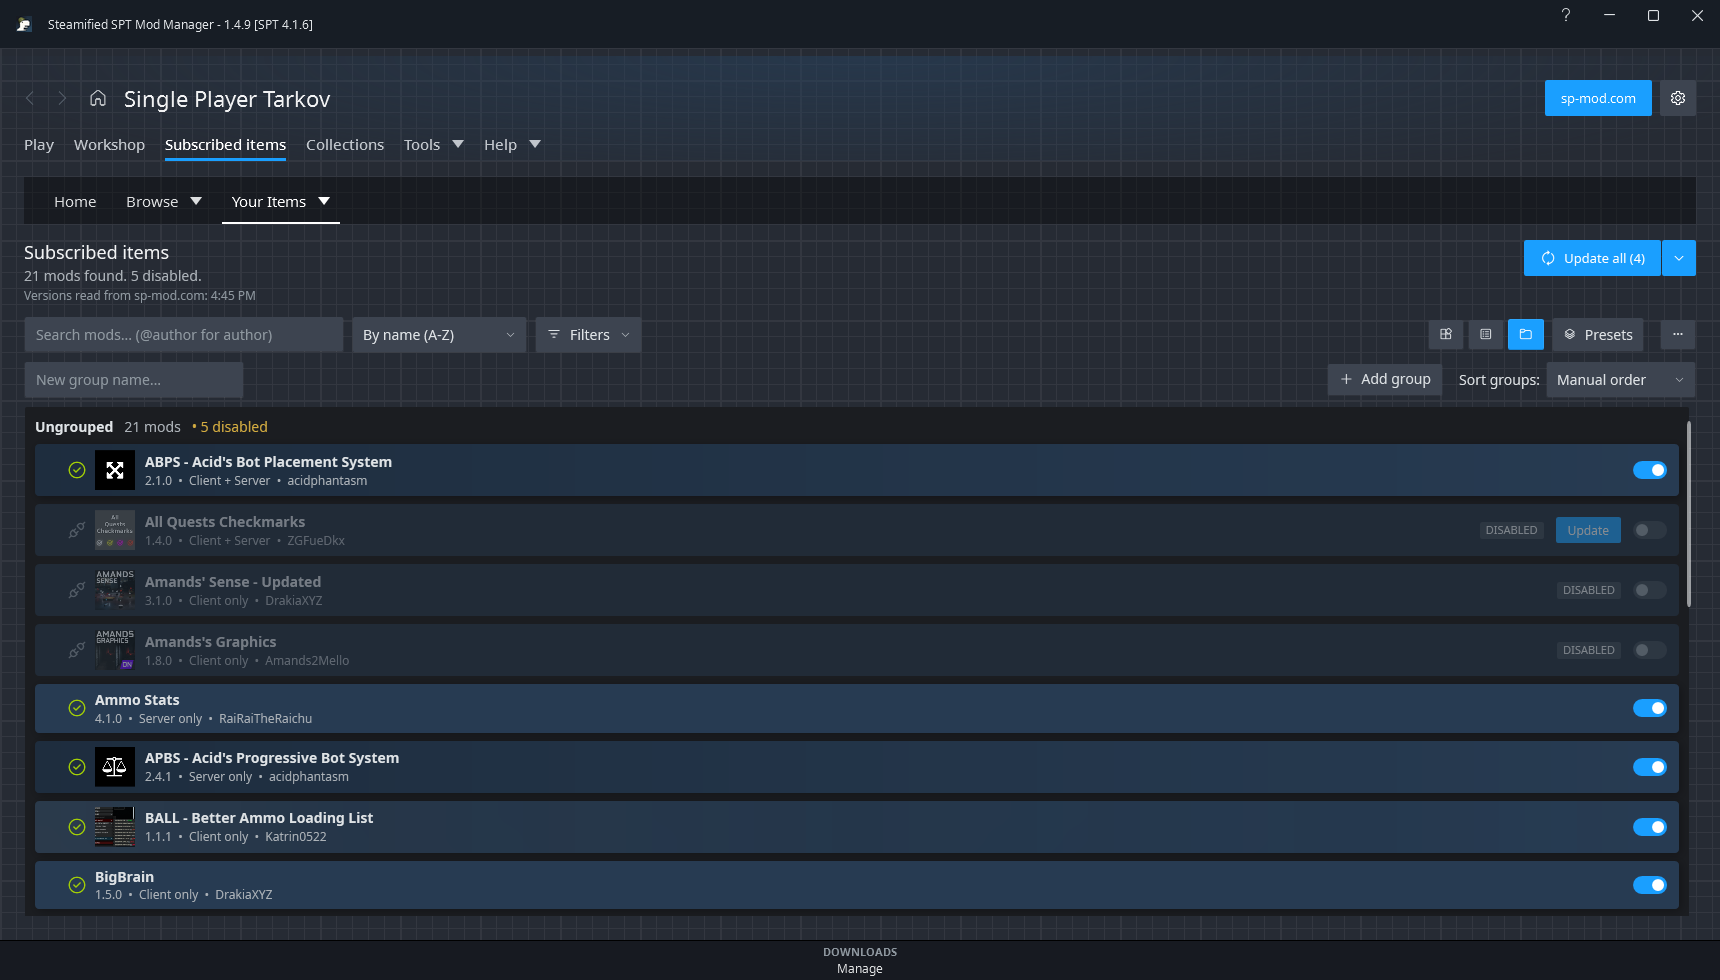 Steamified SPT Mod Manager - 1.4.9 [SPT 4.1.6]
Single Player Tarkov
sp-mod.com
Play
Workshop
Subscribed items
Collections
Tools
Help
Home
Browse
Your Items
Subscribed items
21 mods found. 5 disabled.
Versions read from sp-mod.com: 4:45 PM
Update all (4)
Search mods... (@author for author)
By name (A-Z)
Filters
Presets
New group name...
Add group
Sort groups:
Manual order
Ungrouped 21 mods • 5 disabled
ABPS - Acid's Bot Placement System
2.1.0 • Client + Server • acidphantasm
All
Quests
Checkmarks
All Quests Checkmarks
1.4.0 • Client + Server • ZGFueDkx
DISABLED
Update
AMANDS
SENSE
Amands' Sense - Updated
3.1.0 • Client only • DrakiaXYZ
DISABLED
AMANDS
GRAPHICS
ON
Amands's Graphics
1.8.0 • Client only • Amands2Mello
DISABLED
Ammo Stats
4.1.0 • Server only • RaiRaiTheRaichu
APBS - Acid's Progressive Bot System
2.4.1 • Server only • acidphantasm
BALL - Better Ammo Loading List
1.1.1 • Client only • Katrin0522
BigBrain
1.5.0 • Client only • DrakiaXYZ
DOWNLOADS
Manage